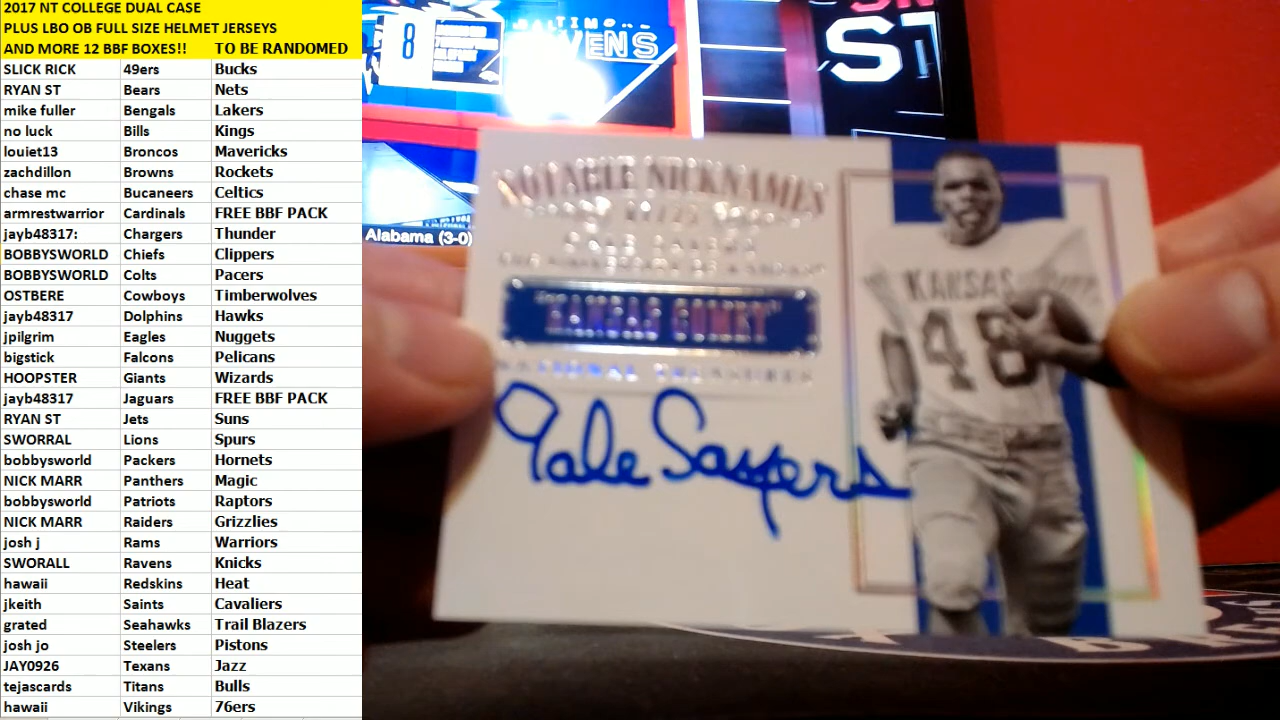 2017 NT COLLEGE DUAL CASE
PLUS LBO OB FULL SIZE HELMET JERSEYS
AND MORE 12 BBF BOXES!! TO BE RANDOMED
SLICK RICK 49ers Bucks
RYAN ST Bears Nets
mike fuller Bengals Lakers
no luck Bills Kings
louiet13 Broncos Mavericks
zachdillon Browns Rockets
chase mc Bucaneers Celtics
armrestwarrior Cardinals FREE BBF PACK
jayb48317: Chargers Thunder
BOBBYSWORLD Chiefs Clippers
BOBBYSWORLD Colts Pacers
OSTBERE Cowboys Timberwolves
jayb48317 Dolphins Hawks
jpilgrim Eagles Nuggets
bigstick Falcons Pelicans
HOOPSTER Giants Wizards
jayb48317 Jaguars FREE BBF PACK
RYAN ST Jets Suns
SWORRAL Lions Spurs
bobbysworld Packers Hornets
NICK MARR Panthers Magic
bobbysworld Patriots Raptors
NICK MARR Raiders Grizzlies
josh j Rams Warriors
SWORALL Ravens Knicks
hawaii Redskins Heat
jkeith Saints Cavaliers
grated Seahawks Trail Blazers
josh jo Steelers Pistons
JAY0926 Texans Jazz
tejascards Titans Bulls
hawaii Vikings 76ers
8
Alabama (3-0)
NOTABLE NICKNAMES
GALE SAYERS
"KANSAS COMET"
NATIONAL TREASURES
Gale Sayers
KANSAS
48